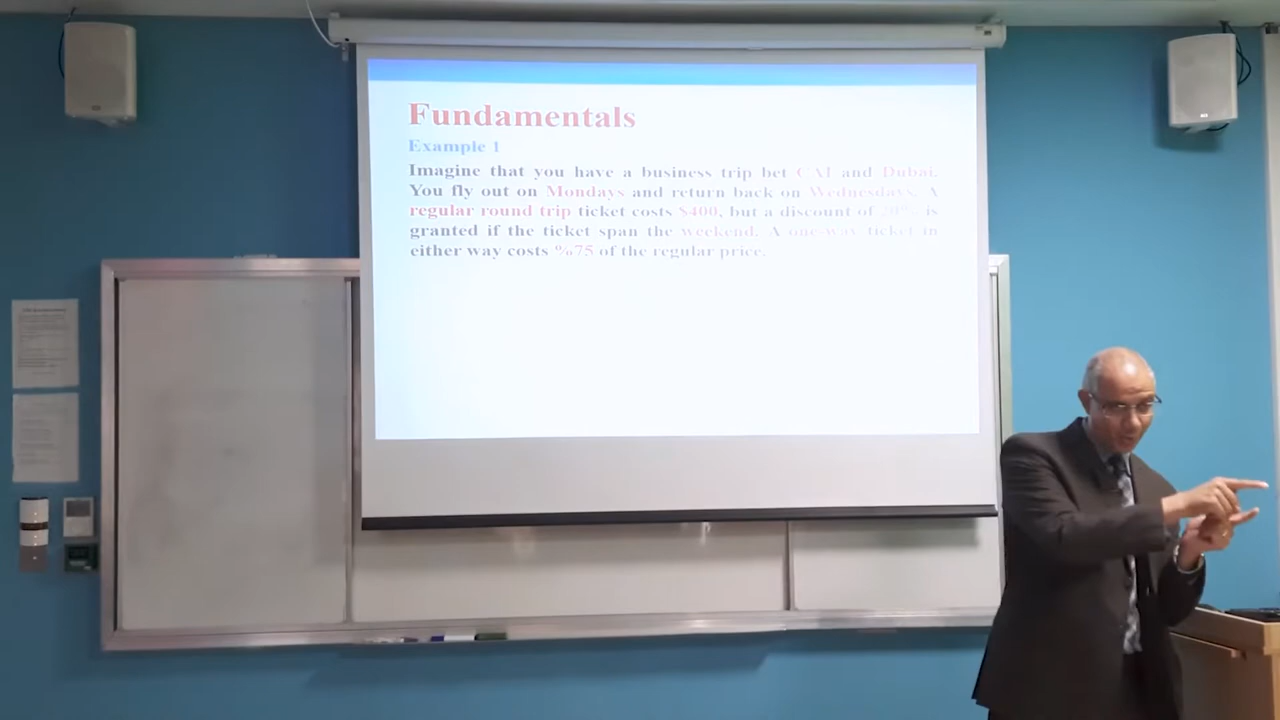 Fundamentals
Example 1
Imagine that you have a business trip bet CAI and Dubai.
You fly out on Mondays and return back on Wednesdays. A
regular round trip ticket costs $400, but a discount of 20% is
granted if the ticket span the weekend. A one-way ticket in
either way costs %75 of the regular price.